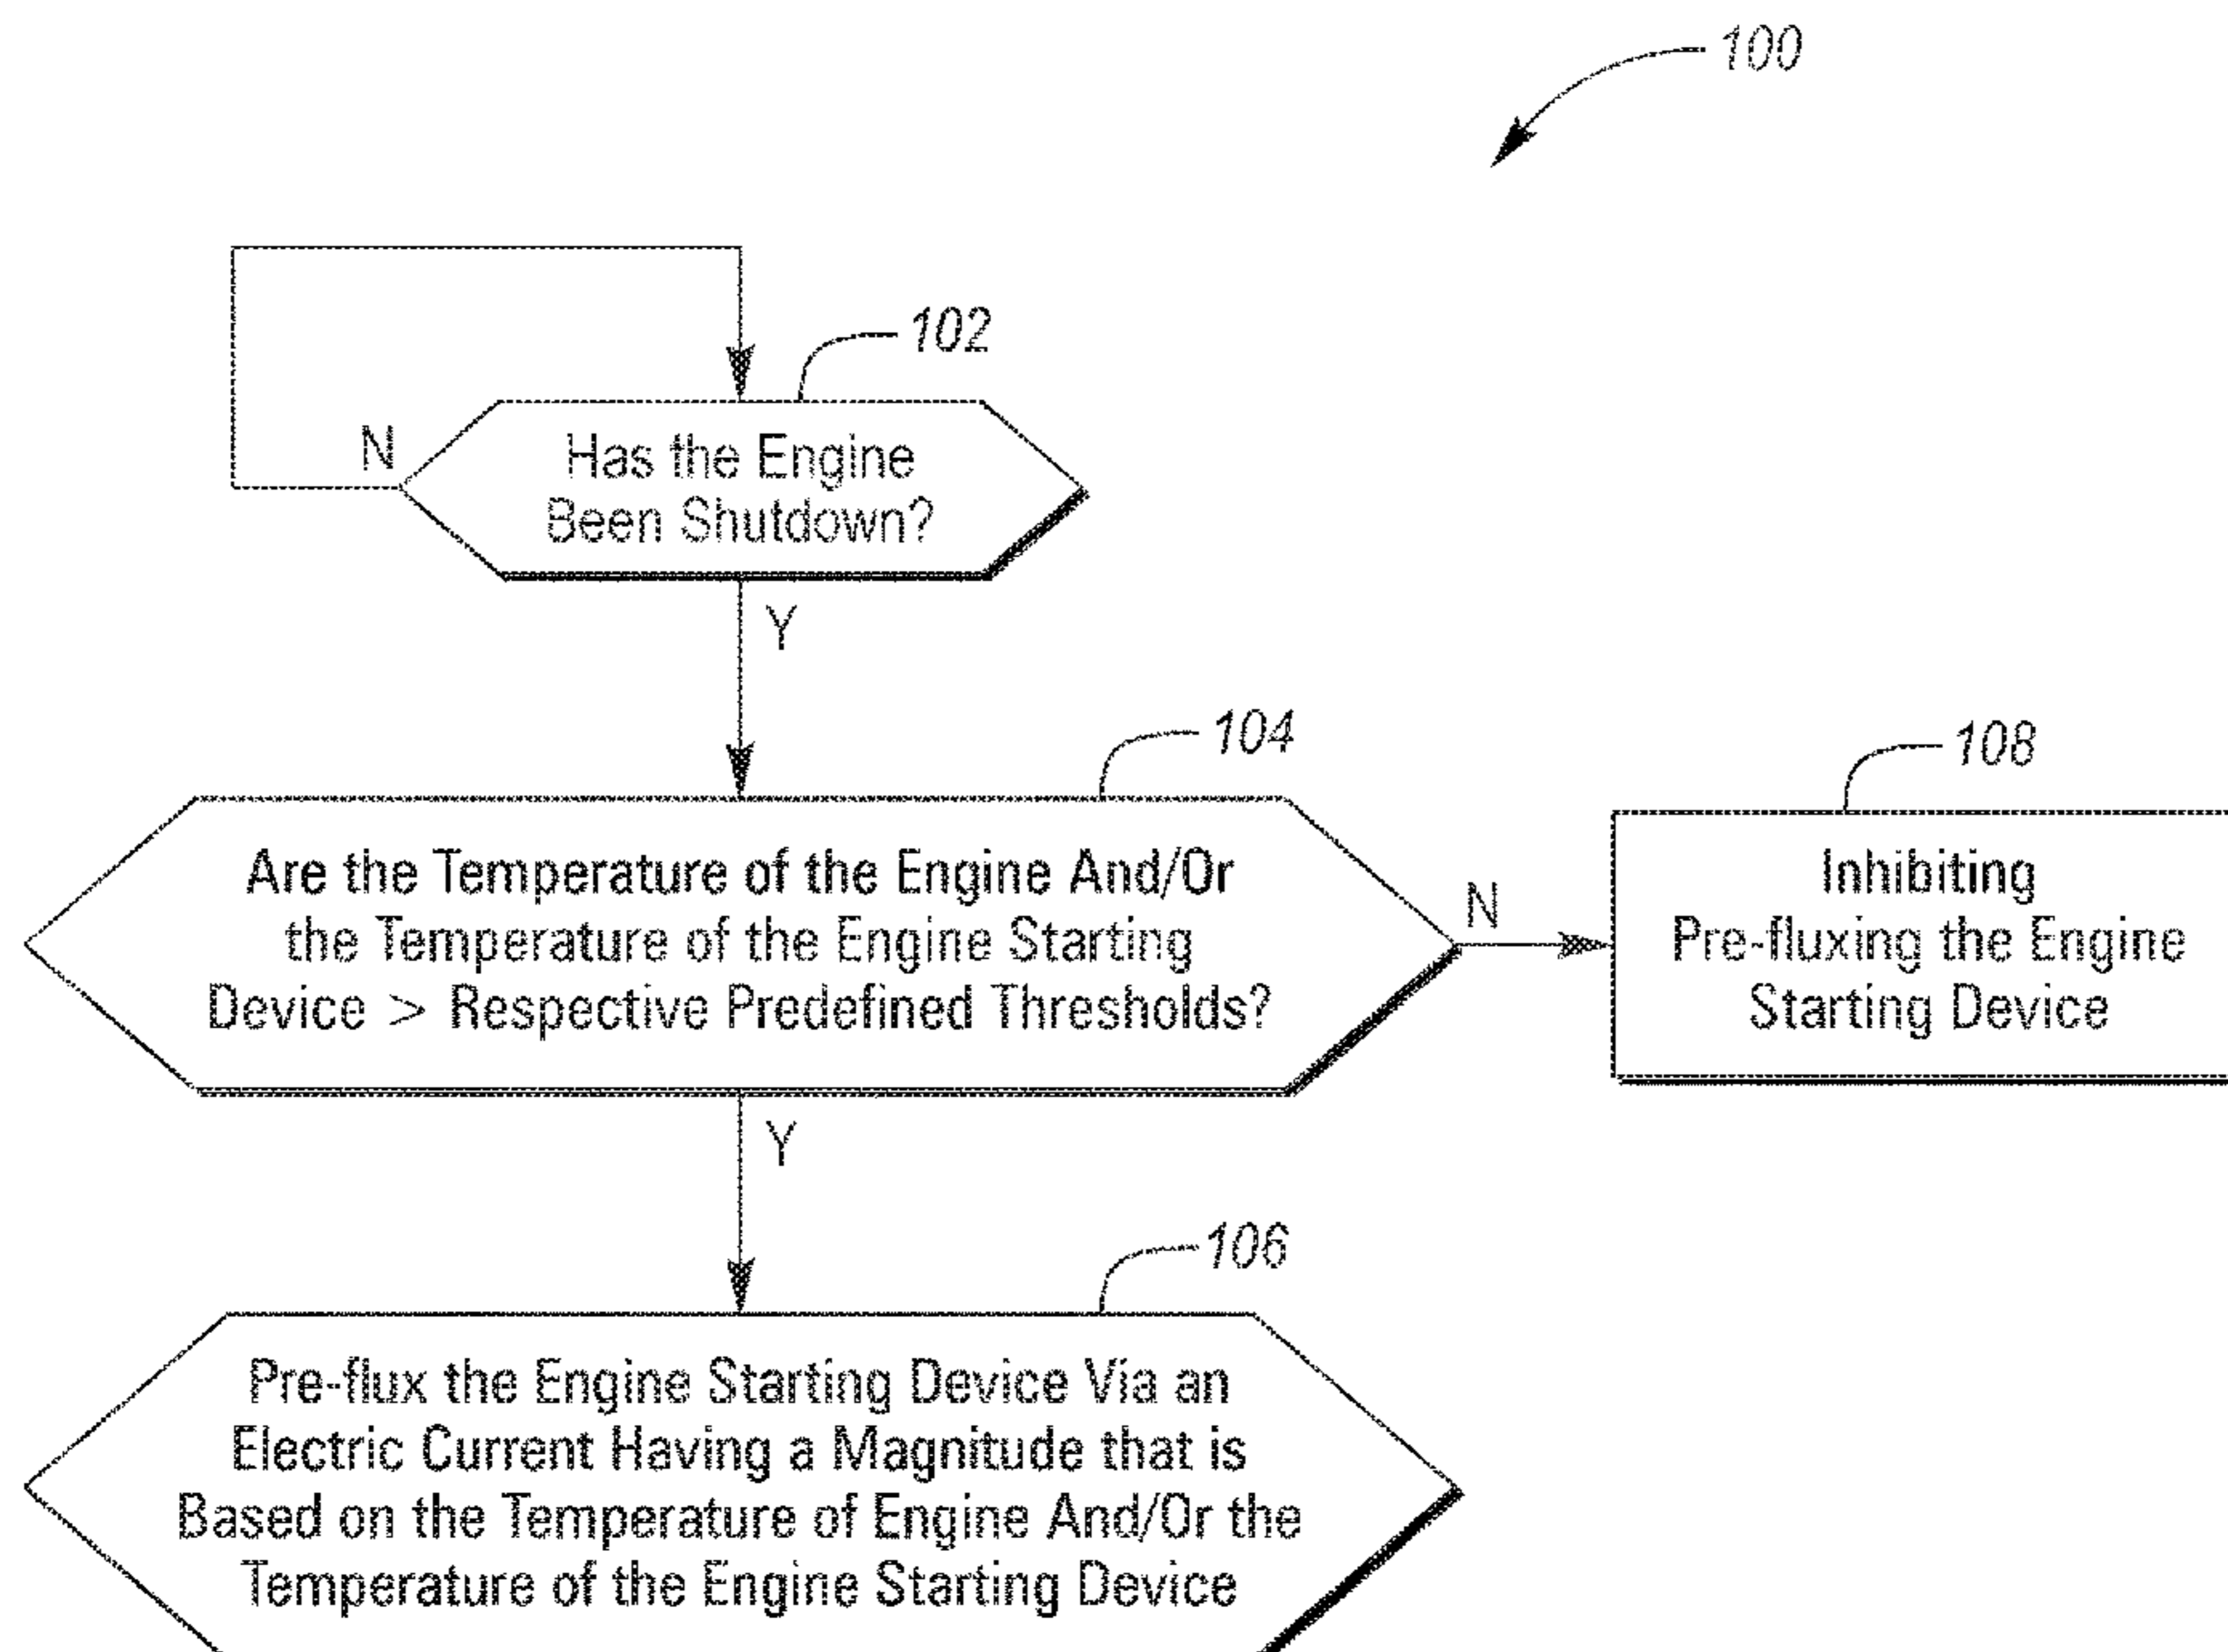 100
102
N
Has the Engine
Been Shutdown?
Y
104
Are the Temperature of the Engine And/Or
the Temperature of the Engine Starting
Device > Respective Predefined Thresholds?
N
108
Inhibiting
Pre-fluxing the Engine
Starting Device
Y
106
Pre-flux the Engine Starting Device Via an
Electric Current Having a Magnitude that is
Based on the Temperature of Engine And/Or the
Temperature of the Engine Starting Device